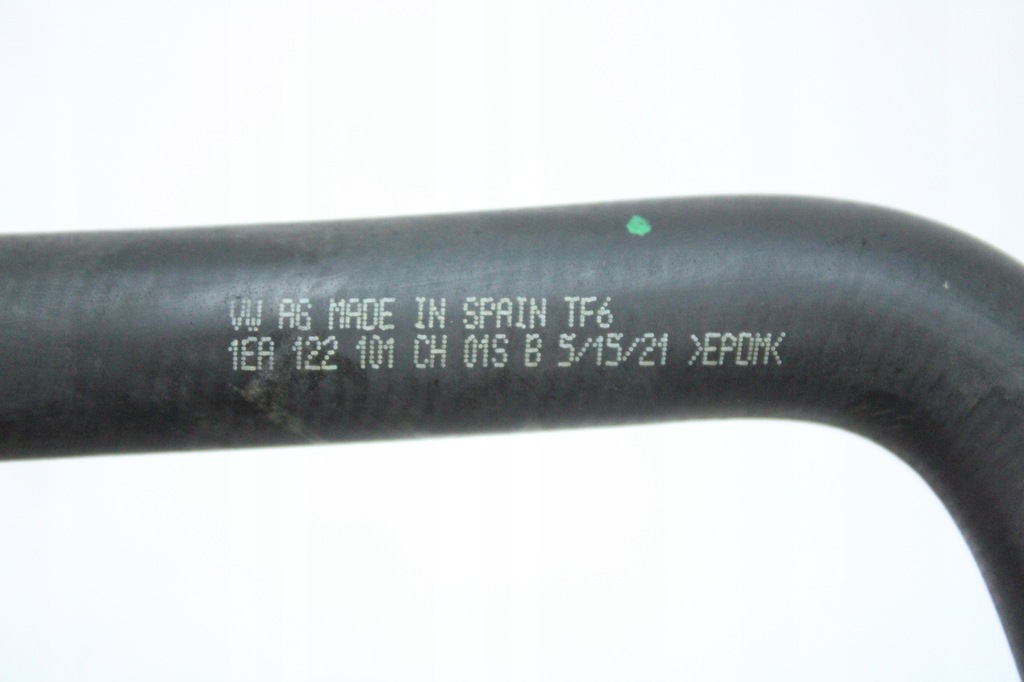 VW AG MADE IN SPAIN TF6
1EA 122 101 CH 01S B 5/15/21 >EPDM<